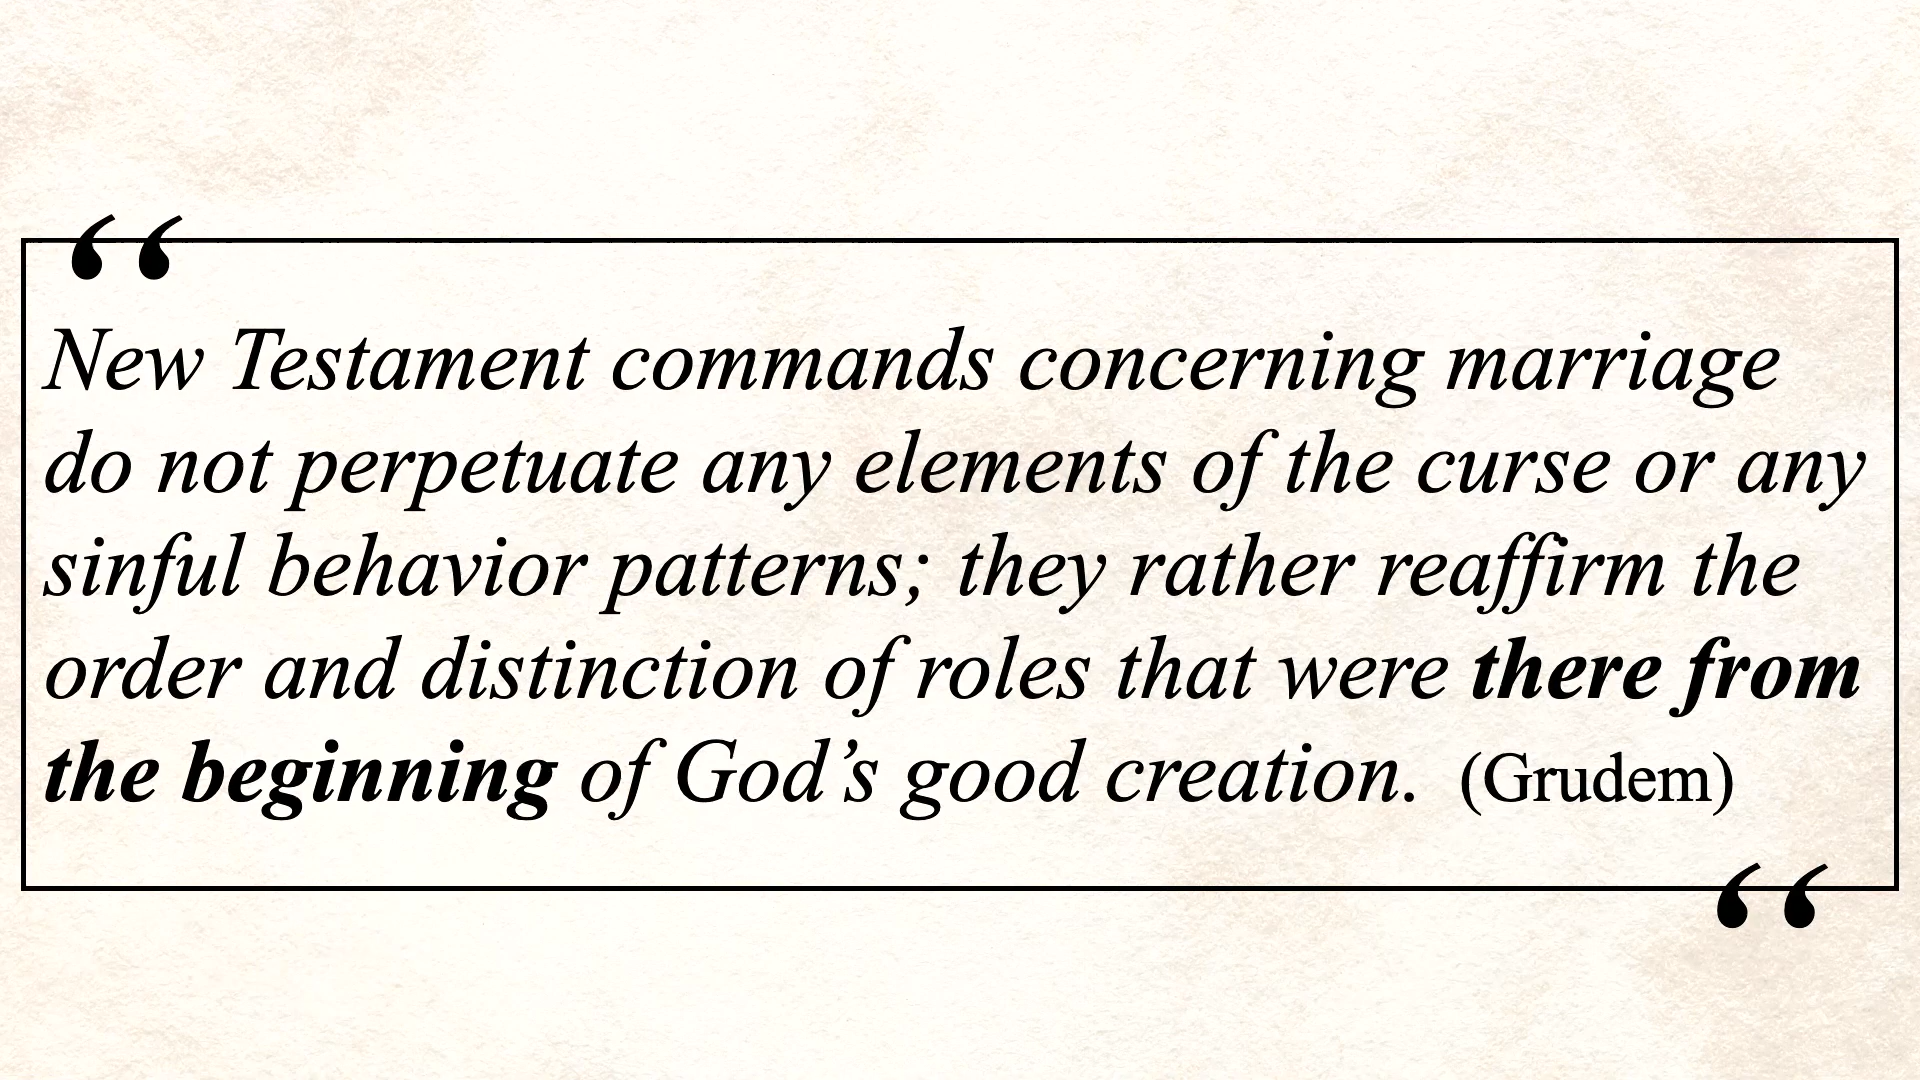 “
New Testament commands concerning marriage
do not perpetuate any elements of the curse or any
sinful behavior patterns; they rather reaffirm the
order and distinction of roles that were there from
the beginning of God’s good creation. (Grudem)
“